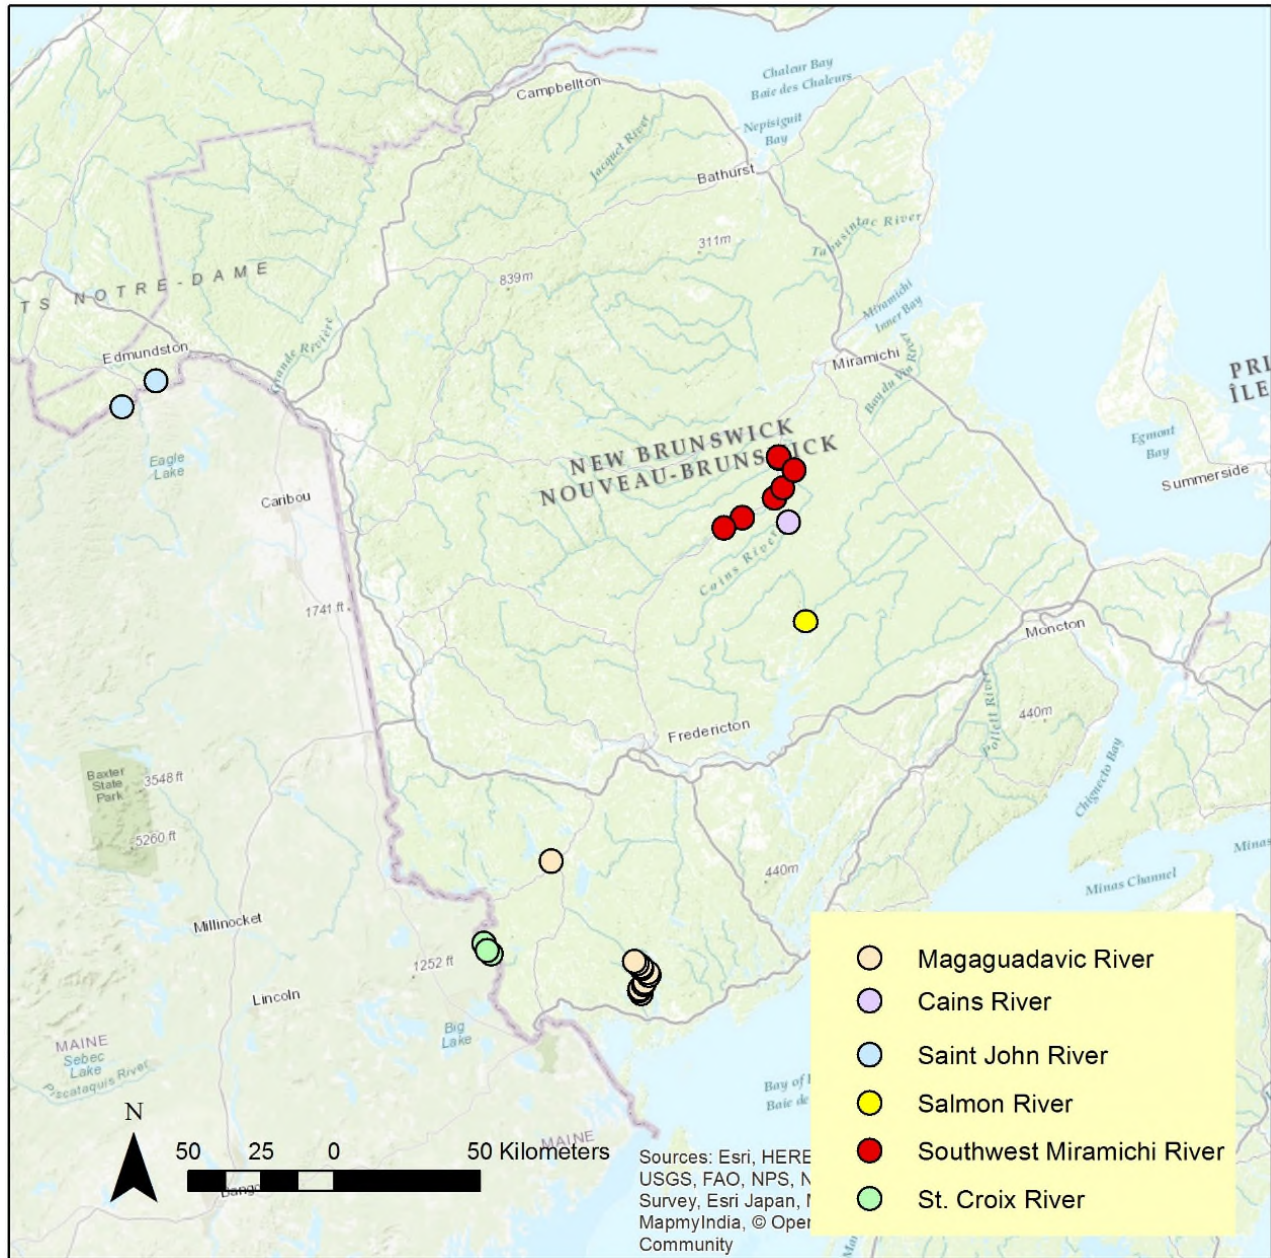 Chaleur Bay
Baie des Chaleurs
Campbellton
Nepisiguit
Bay
Jacquet River
Bathurst
Tabusintac River
311m
839m
TS NOTRE-DAME
Miramichi
Inner Bay
Grande Rivière
Edmundston
Miramichi
Bay du Vin River
PRI
ÎLE
NEW BRUNSWICK
NOUVEAU-BRUNSWICK
Egmont
Bay
Eagle
Lake
Summerside
Caribou
Cains River
1741 ft
Moncton
Pollett River
440m
Fredericton
Chignecto Bay
Baxter
State
Park
3548 ft
5260 ft
Minas
440m
Minas Channel
Millinocket
1252 ft
Lincoln
Big
Lake
MAINE
Sebec
Lake
Piscataquis River
Bay of
Baie de
MAINE
Magaguadavic River
Cains River
Saint John River
Salmon River
Southwest Miramichi River
St. Croix River
N
50 25 0 50 Kilometers
Sources: Esri, HERE
USGS, FAO, NPS, N
Survey, Esri Japan,
MapmyIndia, © Open
Community